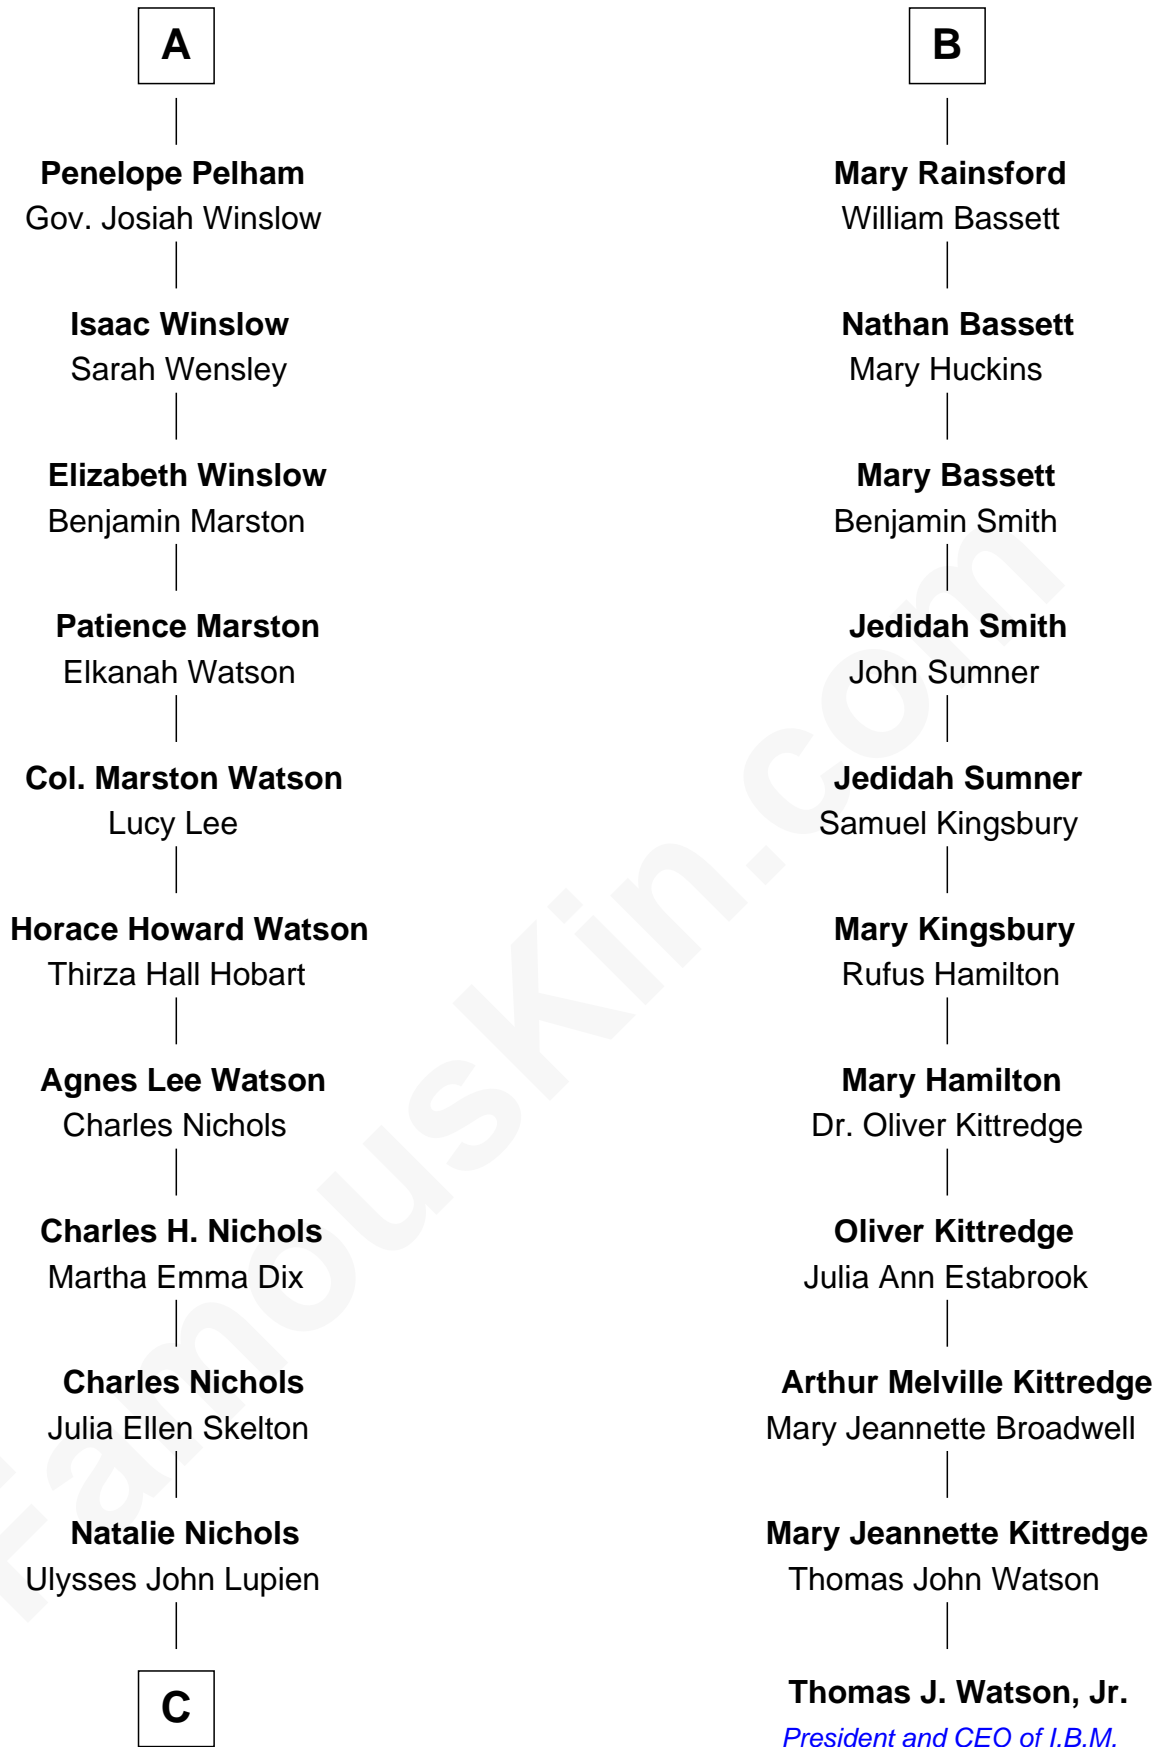 A
Penelope Pelham
Gov. Josiah Winslow
Isaac Winslow
Sarah Wensley
Elizabeth Winslow
Benjamin Marston
Patience Marston
Elkanah Watson
Col. Marston Watson
Lucy Lee
Horace Howard Watson
Thirza Hall Hobart
Agnes Lee Watson
Charles Nichols
Charles H. Nichols
Martha Emma Dix
Charles Nichols
Julia Ellen Skelton
Natalie Nichols
Ulysses John Lupien
C
B
Mary Rainsford
William Bassett
Nathan Bassett
Mary Huckins
Mary Bassett
Benjamin Smith
Jedidah Smith
John Sumner
Jedidah Sumner
Samuel Kingsbury
Mary Kingsbury
Rufus Hamilton
Mary Hamilton
Dr. Oliver Kittredge
Oliver Kittredge
Julia Ann Estabrook
Arthur Melville Kittredge
Mary Jeannette Broadwell
Mary Jeannette Kittredge
Thomas John Watson
Thomas J. Watson, Jr.
President and CEO of I.B.M.
FamousKin.com